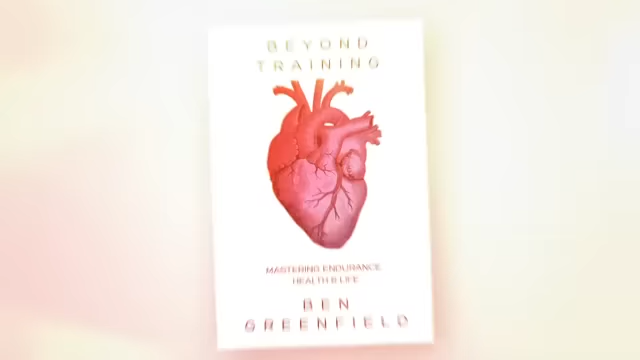 BEYOND
TRAINING
MASTERING ENDURANCE
HEALTH & LIFE
BEN
GREENFIELD